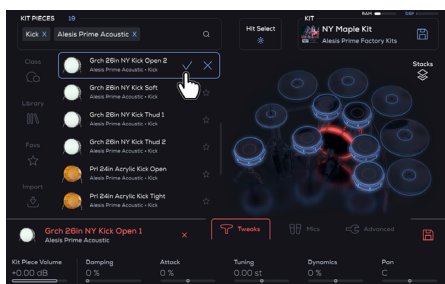 KIT PIECES 19
Kick X Alesis Prime Acoustic X
Hit Select
KIT
NY Maple Kit
Alesis Prime Factory Kits
RAM
DSP
Stacks
Class
Library
Favs
Import
Grch 26in NY Kick Open 2
Alesis Prime Acoustic • Kick
Grch 26in NY Kick Soft
Alesis Prime Acoustic • Kick
Grch 26in NY Kick Thud 1
Alesis Prime Acoustic • Kick
Grch 26in NY Kick Thud 2
Alesis Prime Acoustic • Kick
Prl 24in Acrylic Kick Open
Alesis Prime Acoustic • Kick
Prl 24in Acrylic Kick Tight
Alesis Prime Acoustic • Kick
Grch 26in NY Kick Open 1
Alesis Prime Acoustic
×
Tweaks
Mics
Advanced
Kit Piece Volume
+0.00 dB
Damping
0 %
Attack
0 %
Tuning
0.00 st
Dynamics
0 %
Pan
C